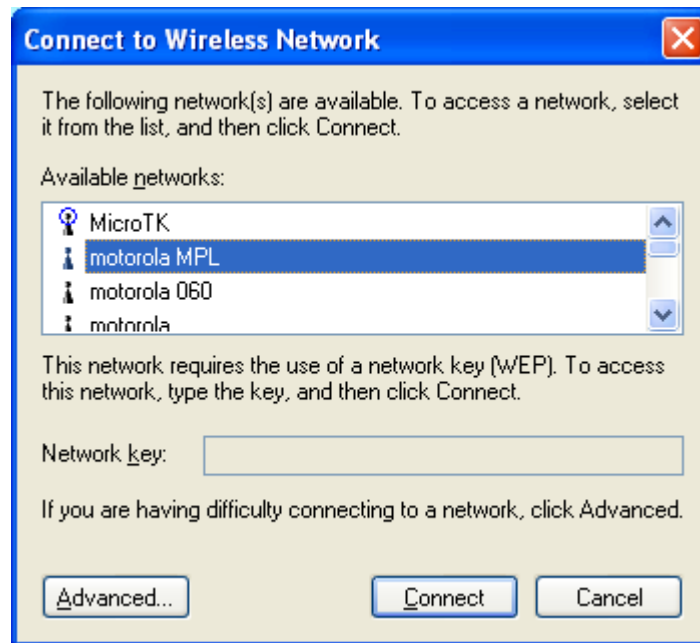 Connect to Wireless Network
The following network(s) are available. To access a network, select
it from the list, and then click Connect.
Available networks:
MicroTK
motorola MPL
motorola 060
motorola
This network requires the use of a network key (WEP). To access
this network, type the key, and then click Connect.
Network key:
If you are having difficulty connecting to a network, click Advanced.
Advanced... Connect Cancel